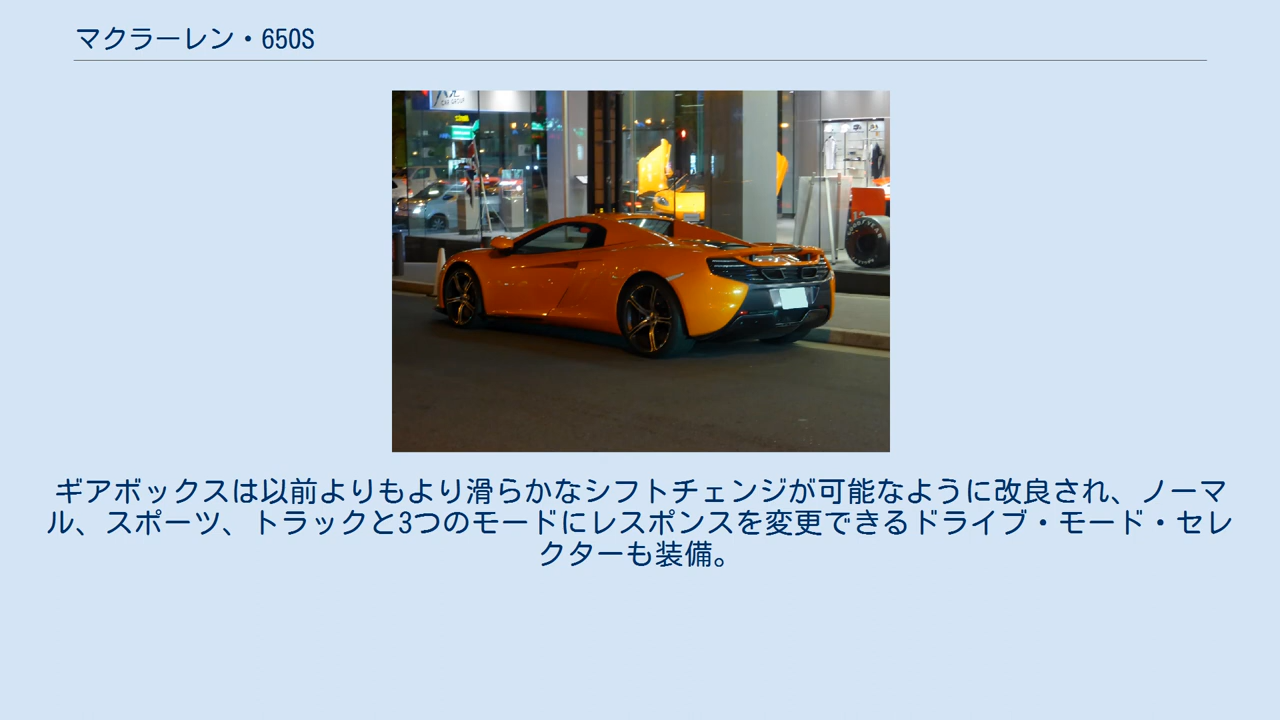 マクラーレン・650S
CAR GROUP
ギアボックスは以前よりもより滑らかなシフトチェンジが可能なように改良され、ノーマ
ル、スポーツ、トラックと3つのモードにレスポンスを変更できるドライブ・モード・セレ
クターも装備。